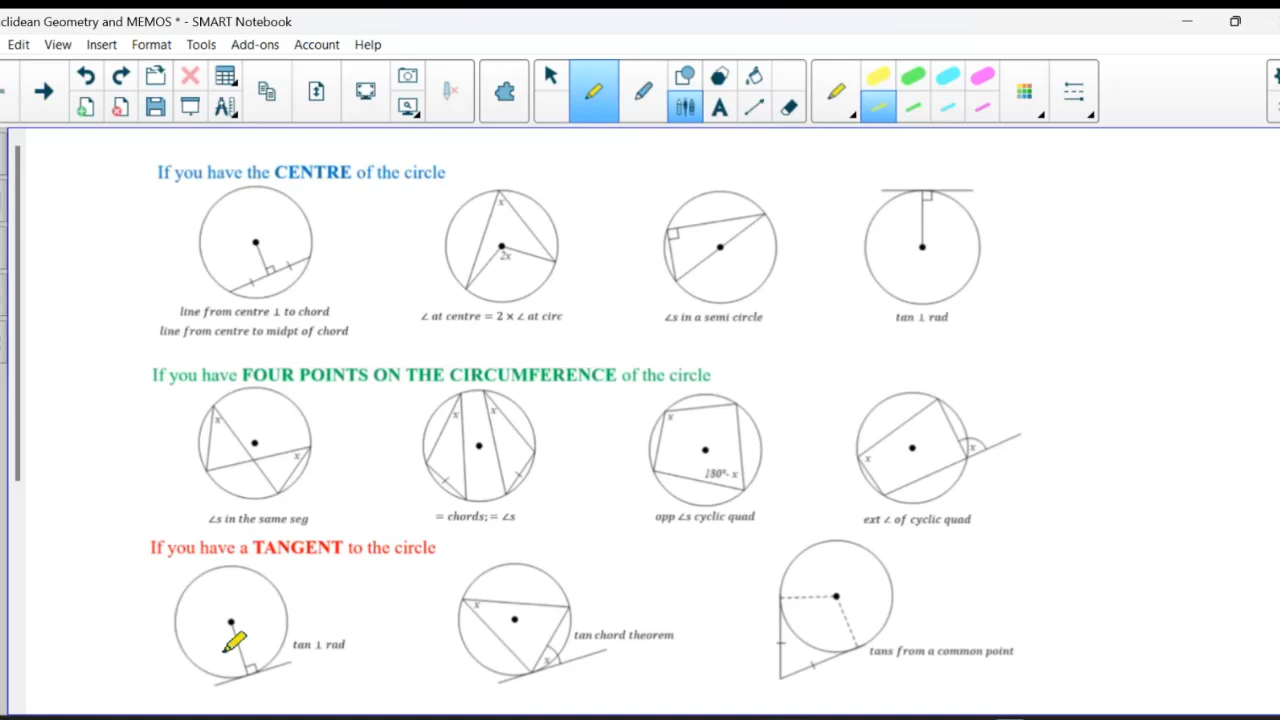 clidean Geometry and MEMOS * - SMART Notebook
Edit View Insert Format Tools Add-ons Account Help
If you have the CENTRE of the circle
x
2x
line from centre ⊥ to chord
line from centre to midpt of chord
∠ at centre = 2 × ∠ at circ
∠s in a semi circle
tan ⊥ rad
If you have FOUR POINTS ON THE CIRCUMFERENCE of the circle
x x
x x
x 180°- x
x x
∠s in the same seg
= chords; = ∠s
opp ∠s cyclic quad
ext ∠ of cyclic quad
If you have a TANGENT to the circle
tan ⊥ rad
x
x
tan chord theorem
tans from a common point